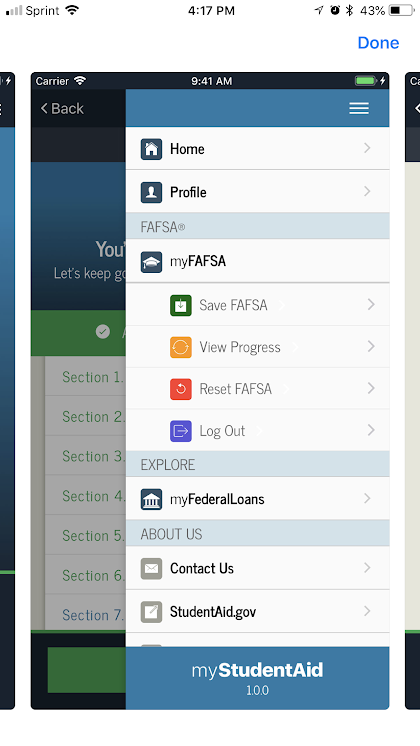 Sprint 4:17 PM 43%
Done
Carrier 9:41 AM
Back
Home
Profile
FAFSA®
myFAFSA
You'
Let's keep go
Save FAFSA
View Progress
Section 1.
Reset FAFSA
Section 2.
Log Out
Section 3.
EXPLORE
Section 4.
myFederalLoans
Section 5.
ABOUT US
Section 6.
Contact Us
Section 7.
StudentAid.gov
myStudentAid
1.0.0